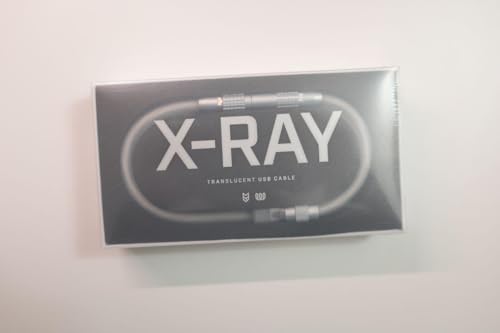 X-RAY
TRANSLUCENT USB CABLE